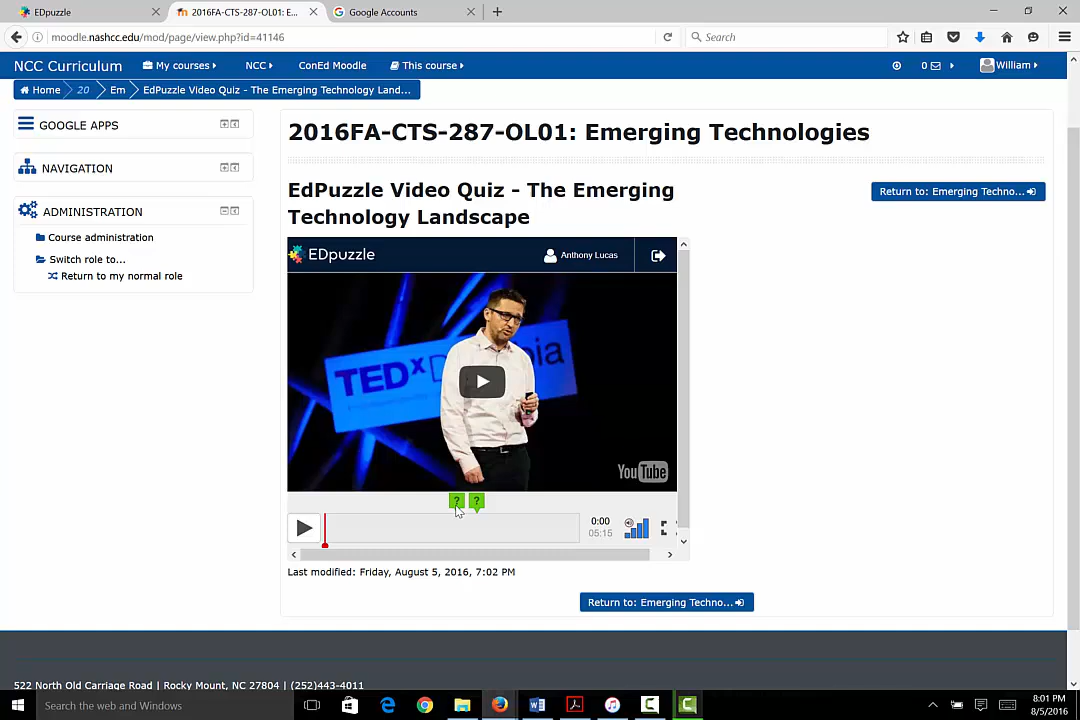 EDpuzzle
2016FA-CTS-287-OL01: E...
Google Accounts
moodle.nashcc.edu/mod/page/view.php?id=41146
Search
NCC Curriculum
My courses
NCC
ConEd Moodle
This course
0
William
Home
20
Em
EdPuzzle Video Quiz - The Emerging Technology Land...
GOOGLE APPS
NAVIGATION
ADMINISTRATION
Course administration
Switch role to...
Return to my normal role
2016FA-CTS-287-OL01: Emerging Technologies
EdPuzzle Video Quiz - The Emerging
Technology Landscape
Return to: Emerging Techno...
EDpuzzle
Anthony Lucas
TEDx
YouTube
? ?
0:00
05:15
Last modified: Friday, August 5, 2016, 7:02 PM
Return to: Emerging Techno...
522 North Old Carriage Road | Rocky Mount, NC 27804 | (252)443-4011
Search the web and Windows
8:01 PM
8/5/2016